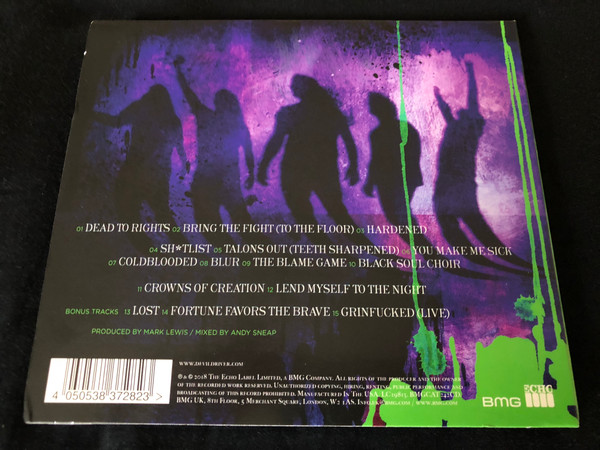 01 DEAD TO RIGHTS 02 BRING THE FIGHT (TO THE FLOOR) 03 HARDENED
04 SH*TLIST 05 TALONS OUT (TEETH SHARPENED) 06 YOU MAKE ME SICK
07 COLDBLOODED 08 BLUR 09 THE BLAME GAME 10 BLACK SOUL CHOIR
11 CROWNS OF CREATION 12 LEND MYSELF TO THE NIGHT
BONUS TRACKS 13 LOST 14 FORTUNE FAVORS THE BRAVE 15 GRINFUCKED (LIVE)
PRODUCED BY MARK LEWIS / MIXED BY ANDY SNEAP
WWW.DEVILDRIVER.COM
℗ & © 2018 The Echo Label Limited, a BMG Company. All rights of the producer and the owner
of the recorded work reserved. Unauthorized copying, hiring, renting, public performance and
broadcasting of this record prohibited. Manufactured In The USA. LC19813.
BMG UK, 8th Floor, 5 Merchant Square, London, W2 1AS. / www.bmg.com
4 050538 372823 >
BMG
ECHO